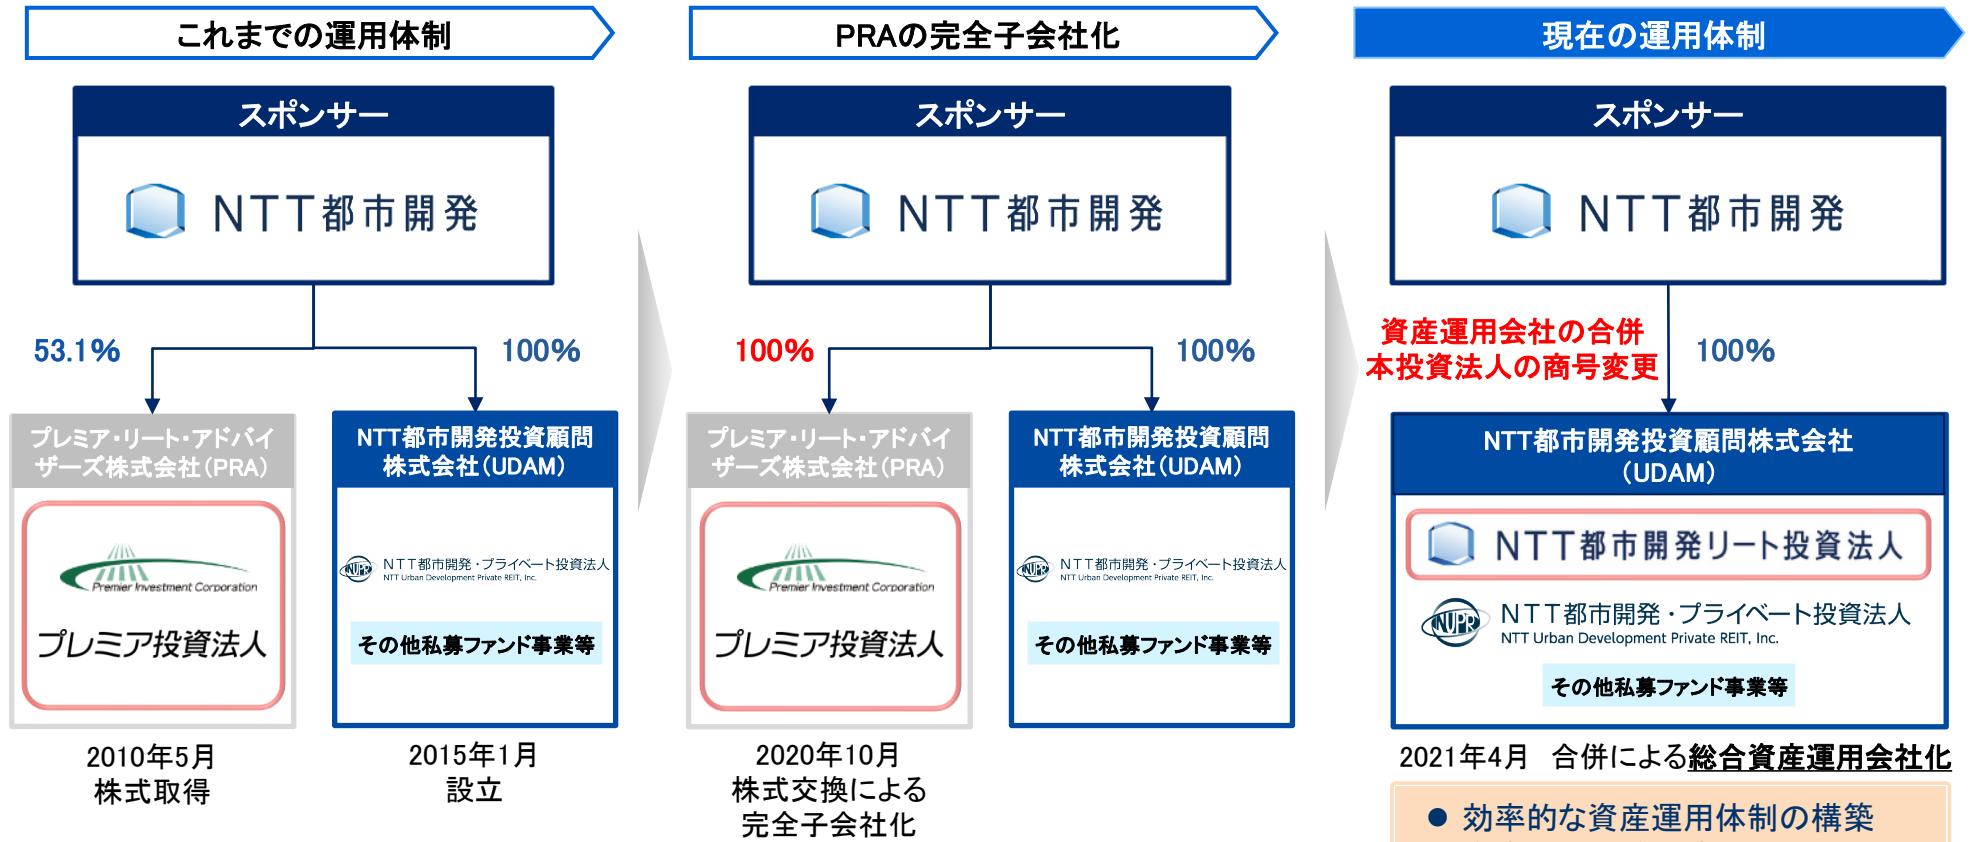 これまでの運用体制
スポンサー
NTT都市開発
53.1%
100%
プレミア・リート・アドバイ
ザーズ株式会社(PRA)
Premier Investment Corporation
プレミア投資法人
2010年5月
株式取得
NTT都市開発投資顧問
株式会社(UDAM)
NUPR
NTT都市開発・プライベート投資法人
NTT Urban Development Private REIT, Inc.
その他私募ファンド事業等
2015年1月
設立
PRAの完全子会社化
スポンサー
NTT都市開発
100%
100%
プレミア・リート・アドバイ
ザーズ株式会社(PRA)
Premier Investment Corporation
プレミア投資法人
2020年10月
株式交換による
完全子会社化
NTT都市開発投資顧問
株式会社(UDAM)
NUPR
NTT都市開発・プライベート投資法人
NTT Urban Development Private REIT, Inc.
その他私募ファンド事業等
現在の運用体制
スポンサー
NTT都市開発
資産運用会社の合併
本投資法人の商号変更
100%
NTT都市開発投資顧問株式会社
(UDAM)
NTT都市開発リート投資法人
NUPR
NTT都市開発・プライベート投資法人
NTT Urban Development Private REIT, Inc.
その他私募ファンド事業等
2021年4月 合併による総合資産運用会社化
● 効率的な資産運用体制の構築